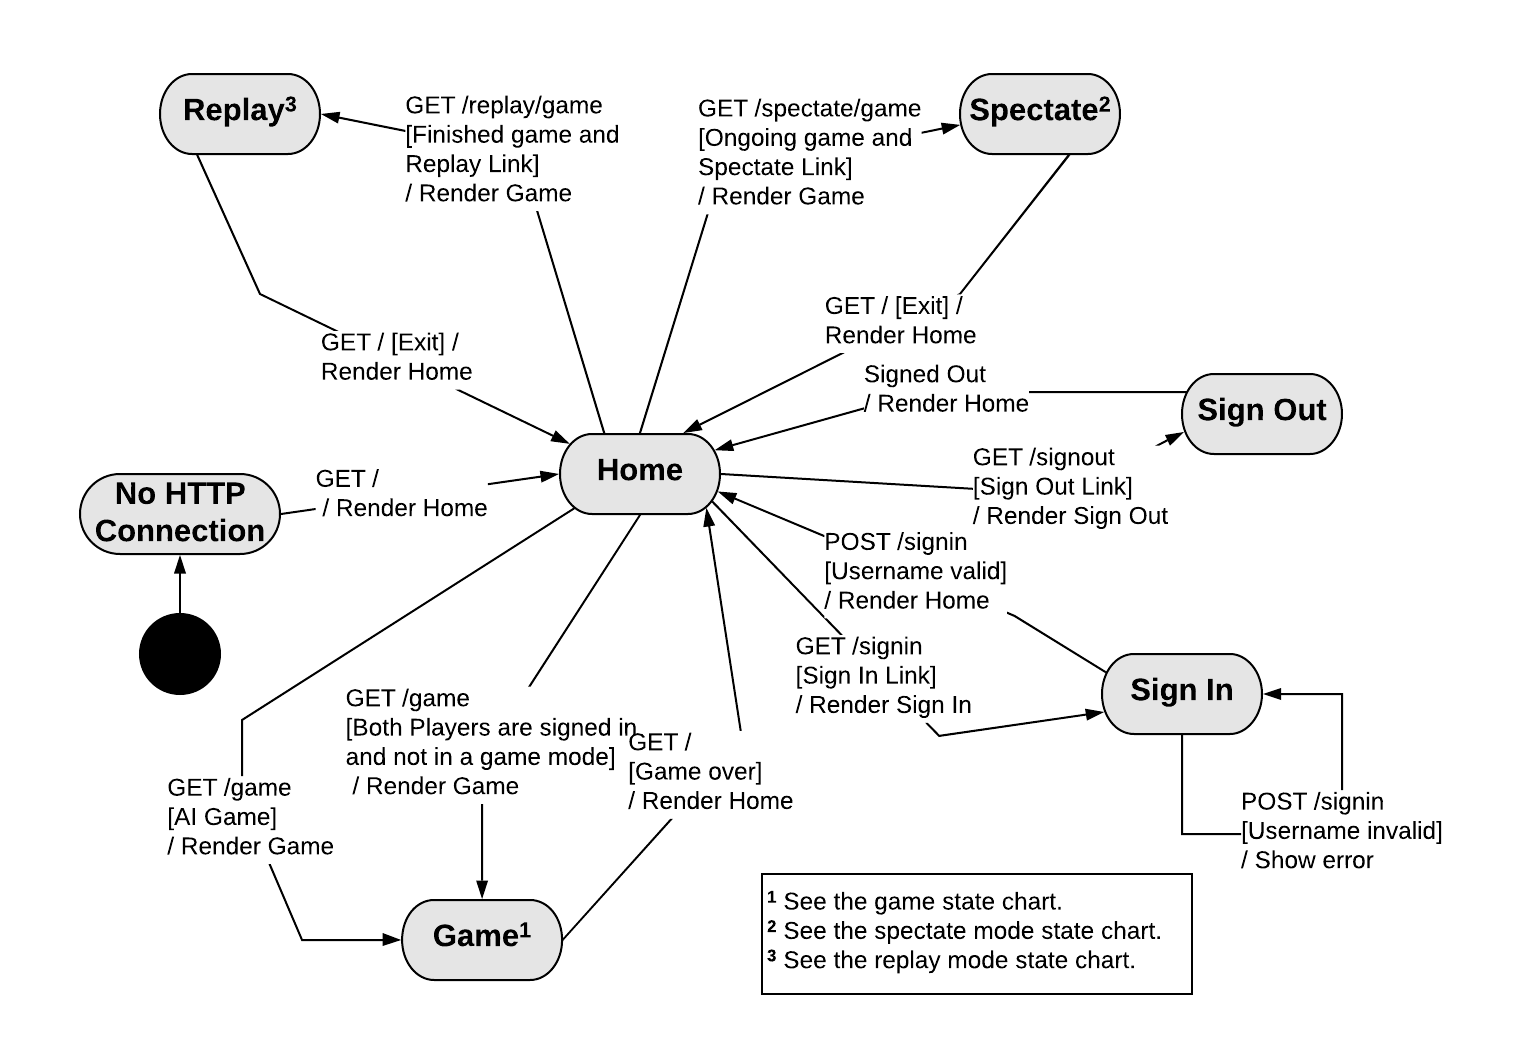 Replay³
GET /replay/game
[Finished game and
Replay Link]
/ Render Game
GET /spectate/game
[Ongoing game and
Spectate Link]
/ Render Game
Spectate²
GET / [Exit] /
Render Home
GET / [Exit] /
Render Home
Signed Out
/ Render Home
Sign Out
Home
GET /signout
[Sign Out Link]
/ Render Sign Out
No HTTP
Connection
GET /
/ Render Home
POST /signin
[Username valid]
/ Render Home
GET /signin
[Sign In Link]
/ Render Sign In
Sign In
GET /game
[Both Players are signed in
and not in a game mode]
/ Render Game
GET /
[Game over]
/ Render Home
GET /game
[AI Game]
/ Render Game
POST /signin
[Username invalid]
/ Show error
Game¹
¹ See the game state chart.
² See the spectate mode state chart.
³ See the replay mode state chart.